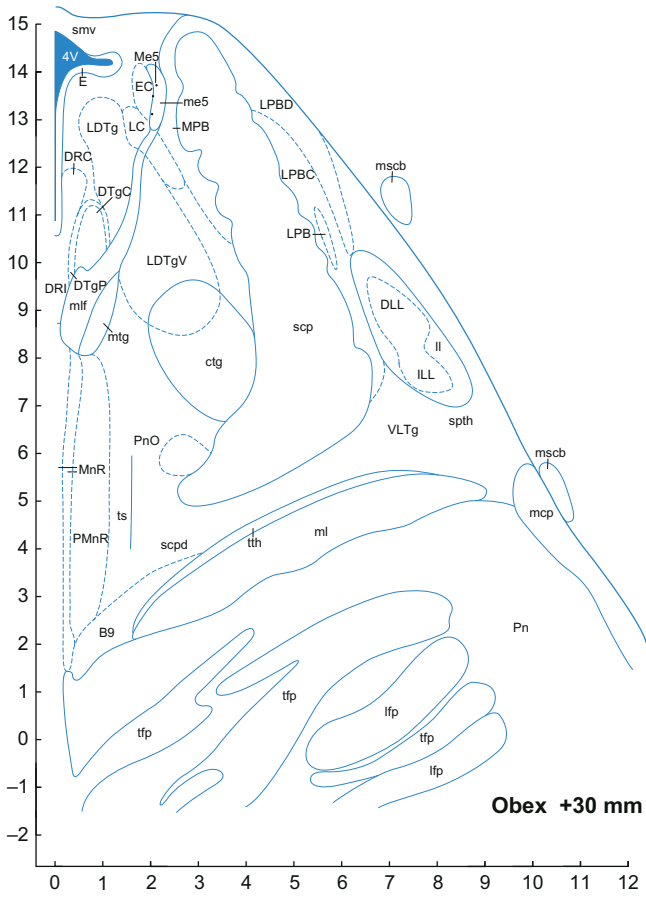 15
smv
4V
Me5
14
E
EC
me5
LPBD
13
LDTg
LC
MPB
12
DRC
LPBC
mscb
DTgC
11
LPB
10
LDTgV
DRI
DTgP
DLL
9
mlf
scp
mtg
ll
8
ctg
ILL
7
spth
VLTg
PnO
6
mscb
MnR
5
ts
mcp
PMnR
ml
4
scpd
tth
3
B9
Pn
2
1
tfp
lfp
0
tfp
tfp
lfp
–1
Obex +30 mm
–2
0 1 2 3 4 5 6 7 8 9 10 11 12